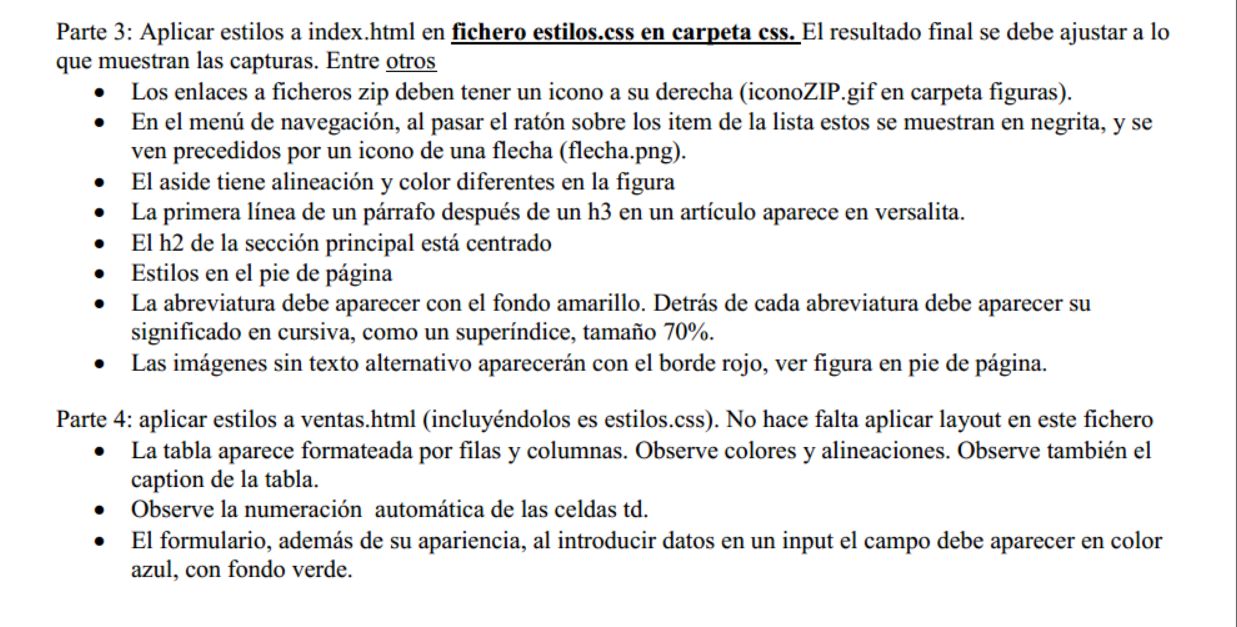 Parte 3: Aplicar estilos a index.html en fichero estilos.css en carpeta css. El resultado final se debe ajustar a lo
que muestran las capturas. Entre otros
• Los enlaces a ficheros zip deben tener un icono a su derecha (iconoZIP.gif en carpeta figuras).
• En el menú de navegación, al pasar el ratón sobre los item de la lista estos se muestran en negrita, y se
ven precedidos por un icono de una flecha (flecha.png).
• El aside tiene alineación y color diferentes en la figura
• La primera línea de un párrafo después de un h3 en un artículo aparece en versalita.
• El h2 de la sección principal está centrado
• Estilos en el pie de página
• La abreviatura debe aparecer con el fondo amarillo. Detrás de cada abreviatura debe aparecer su
significado en cursiva, como un superíndice, tamaño 70%.
• Las imágenes sin texto alternativo aparecerán con el borde rojo, ver figura en pie de página.
Parte 4: aplicar estilos a ventas.html (incluyéndolos es estilos.css). No hace falta aplicar layout en este fichero
• La tabla aparece formateada por filas y columnas. Observe colores y alineaciones. Observe también el
caption de la tabla.
• Observe la numeración automática de las celdas td.
• El formulario, además de su apariencia, al introducir datos en un input el campo debe aparecer en color
azul, con fondo verde.